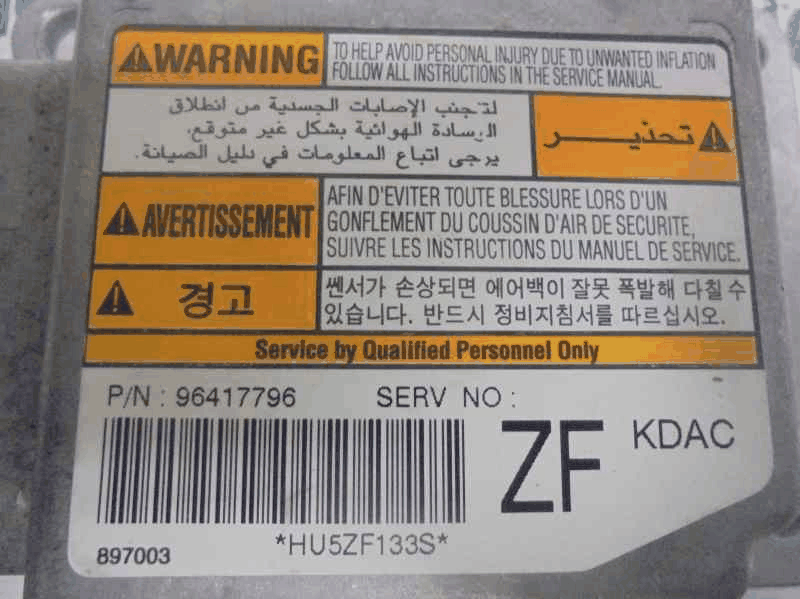 WARNING
TO HELP AVOID PERSONAL INJURY DUE TO UNWANTED INFLATION
FOLLOW ALL INSTRUCTIONS IN THE SERVICE MANUAL.
تحذير
لتجنب الإصابات الجسدية من انطلاق
الوسادة الهوائية بشكل غير متوقع،
يرجى اتباع المعلومات في دليل الصيانة.
AVERTISSEMENT
AFIN D'EVITER TOUTE BLESSURE LORS D'UN
GONFLEMENT DU COUSSIN D'AIR DE SECURITE,
SUIVRE LES INSTRUCTIONS DU MANUEL DE SERVICE.
경고
쎈서가 손상되면 에어백이 잘못 폭발해 다칠 수
있습니다. 반드시 정비지침서를 따르십시오.
Service by Qualified Personnel Only
P/N : 96417796 SERV NO :
ZF KDAC
*HU5ZF133S*
897003